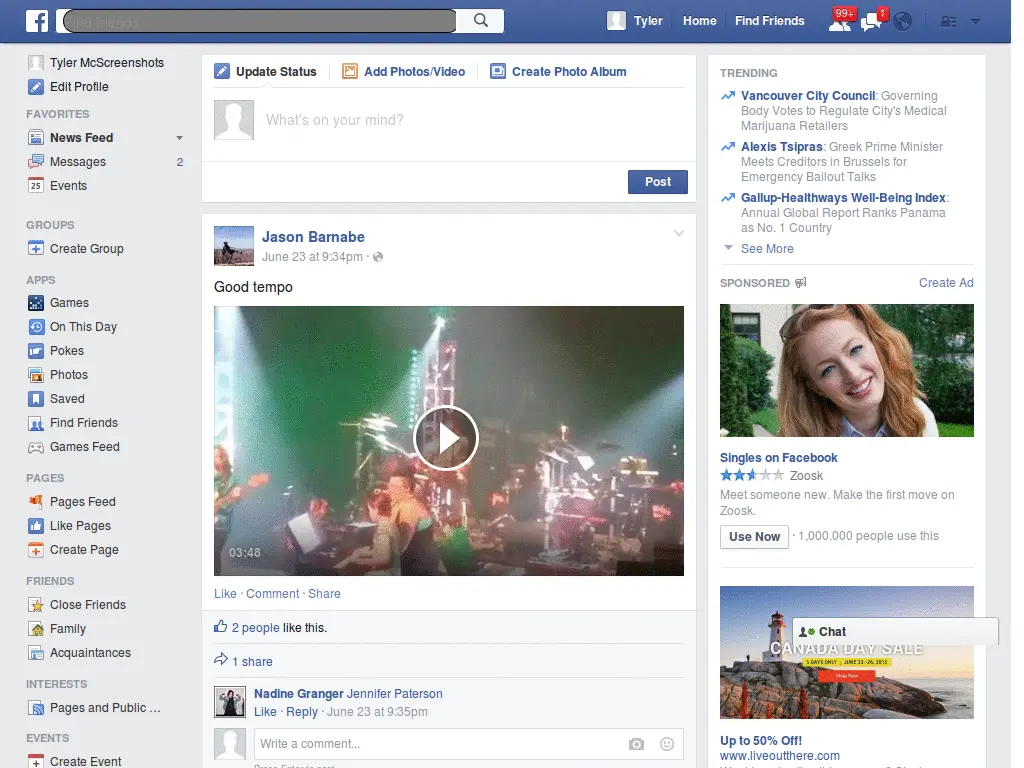 f
Find friends
Tyler
Home
Find Friends
99+
1
Tyler McScreenshots
Edit Profile
FAVORITES
News Feed
Messages 2
25 Events
GROUPS
Create Group
APPS
Games
On This Day
Pokes
Photos
Saved
Find Friends
Games Feed
PAGES
Pages Feed
Like Pages
Create Page
FRIENDS
Close Friends
Family
Acquaintances
INTERESTS
Pages and Public ...
EVENTS
Create Event
Update Status
Add Photos/Video
Create Photo Album
What's on your mind?
Post
Jason Barnabe
June 23 at 9:34pm ·
Good tempo
03:48
Like · Comment · Share
2 people like this.
1 share
Nadine Granger Jennifer Paterson
Like · Reply · June 23 at 9:35pm
Write a comment...
Press Enter to post.
TRENDING
Vancouver City Council: Governing
Body Votes to Regulate City's Medical
Marijuana Retailers
Alexis Tsipras: Greek Prime Minister
Meets Creditors in Brussels for
Emergency Bailout Talks
Gallup-Healthways Well-Being Index:
Annual Global Report Ranks Panama
as No. 1 Country
See More
SPONSORED
Create Ad
Singles on Facebook
Zoosk
Meet someone new. Make the first move on
Zoosk.
Use Now · 1,000,000 people use this
Chat
CANADA DAY SALE
5 DAYS ONLY | JUNE 22-26, 2015
Shop Now
Up to 50% Off!
www.liveoutthere.com